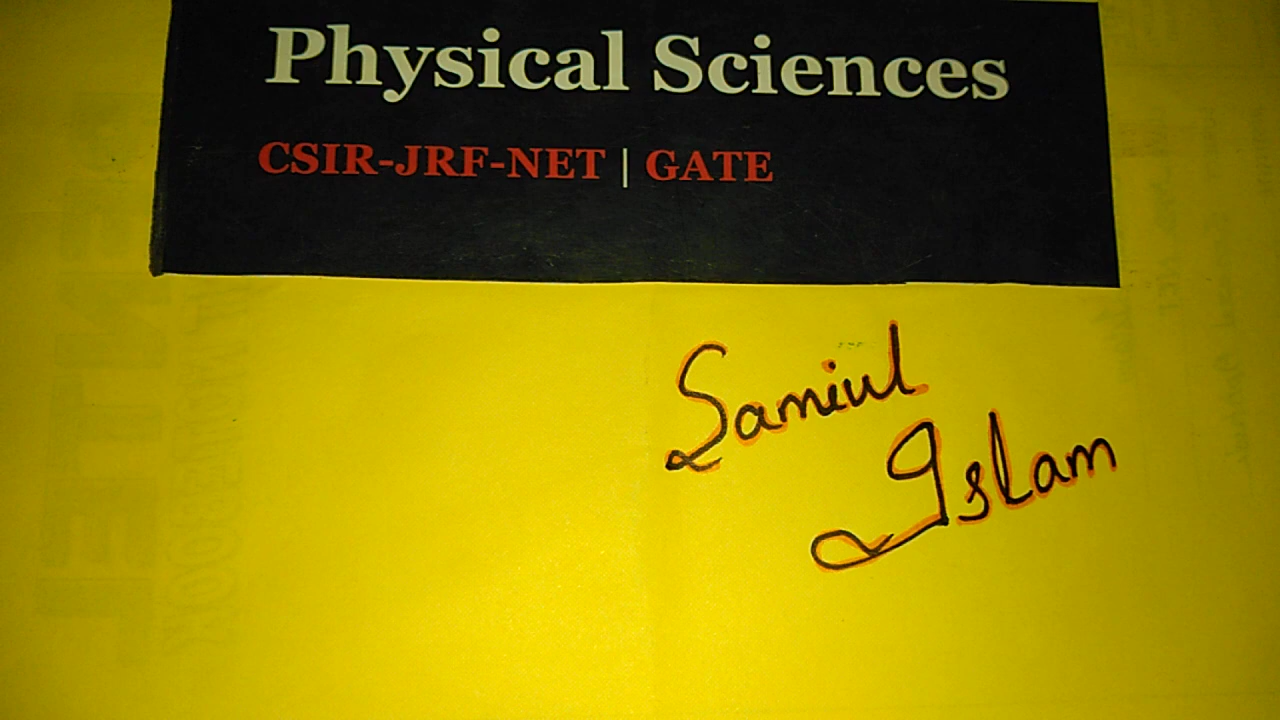 Physical Sciences
CSIR-JRF-NET | GATE
Samiul
Islam